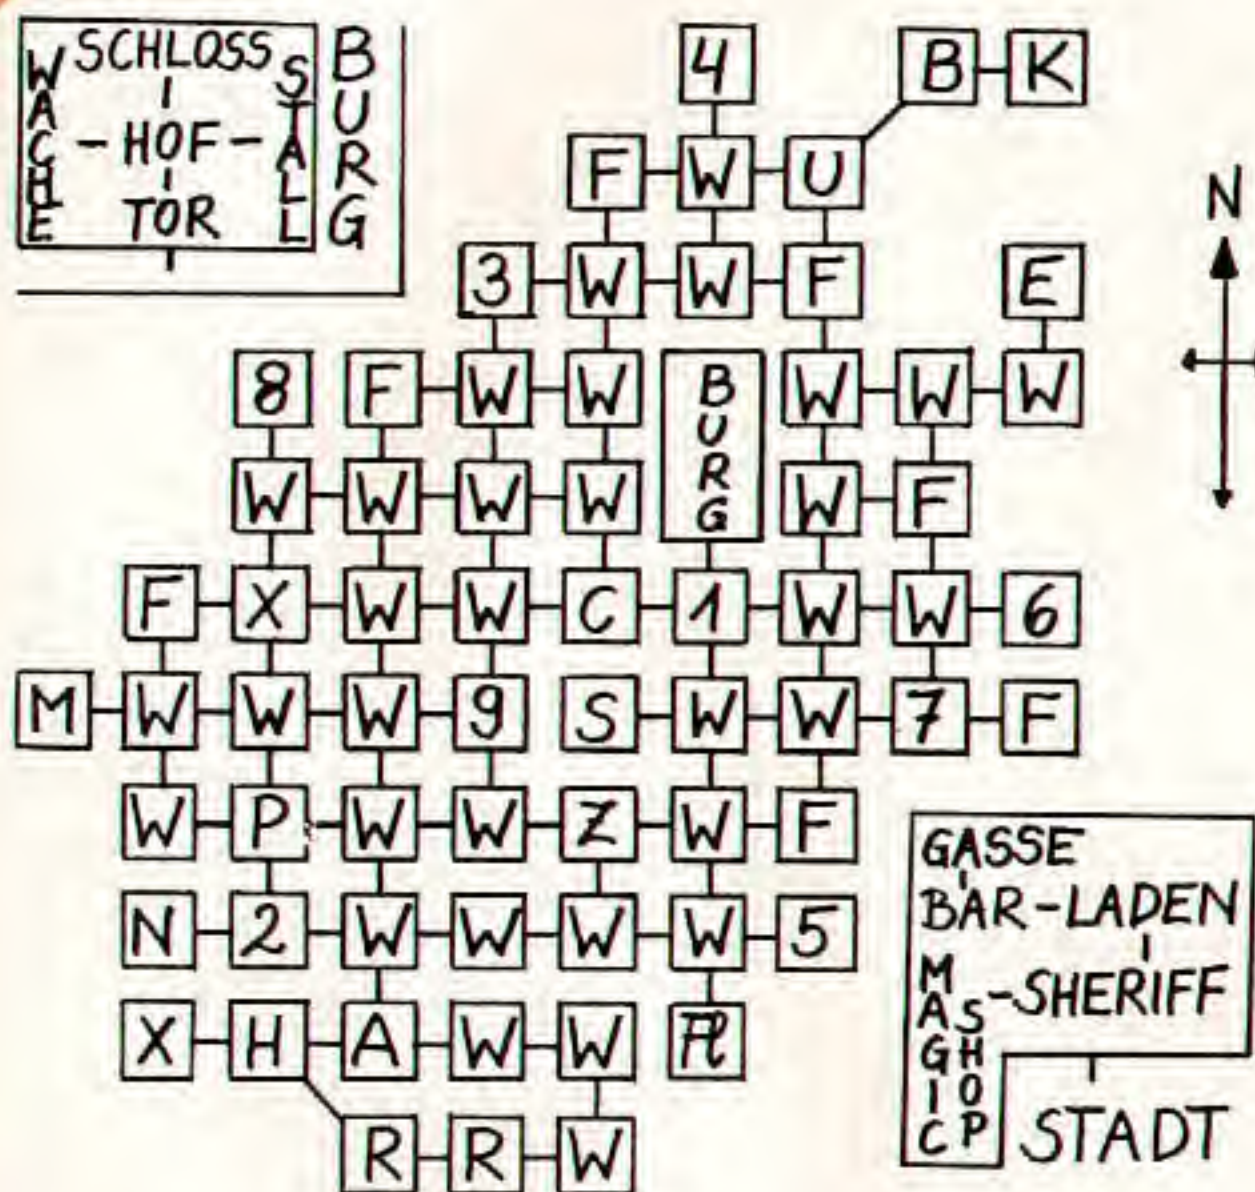 SCHLOSS
WACHE
- HOF -
STALL
TOR
BURG
4 B K
F W U
N
3 W W F E
8 F W W BURG W W W
W W W W W F
F X W W C 1 W W 6
M W W W 9 S W W 7 F
W P W W Z W F
N 2 W W W W 5
X H A W W
R R W
GASSE
BAR-LADEN
MAGIC SHOP
-SHERIFF
STADT